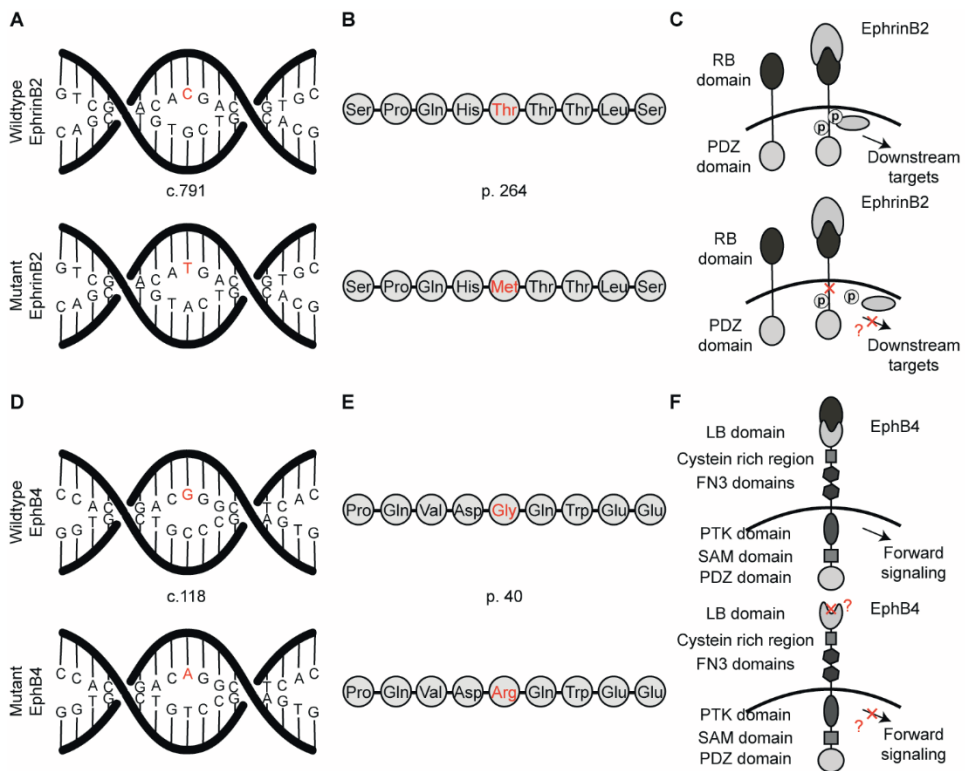 A
Wildtype
EphrinB2
G T C G A C A C G A C G T G C
C A G C T G T G C T G C A C G
c.791
Mutant
EphrinB2
G T C G A C A T G A C G T G C
C A G C T G T A C T G C A C G
B
Ser Pro Gln His Thr Thr Thr Leu Ser
p. 264
Ser Pro Gln His Met Thr Thr Leu Ser
C
EphrinB2
RB
domain
p p
PDZ
domain
Downstream
targets
EphrinB2
RB
domain
p p
?
PDZ
domain
Downstream
targets
D
Wildtype
EphB4
C C A C G A C G G G C T C A C
G G T G C T G C C C G A G T G
c.118
Mutant
EphB4
C C A C G A C A G G C T C A C
G G T G C T G T C C G A G T G
E
Pro Gln Val Asp Gly Gln Trp Glu Glu
p. 40
Pro Gln Val Asp Arg Gln Trp Glu Glu
F
EphB4
LB domain
Cystein rich region
FN3 domains
PTK domain
SAM domain
PDZ domain
Forward
signaling
EphB4
LB domain
?
Cystein rich region
FN3 domains
PTK domain
?
SAM domain
PDZ domain
Forward
signaling